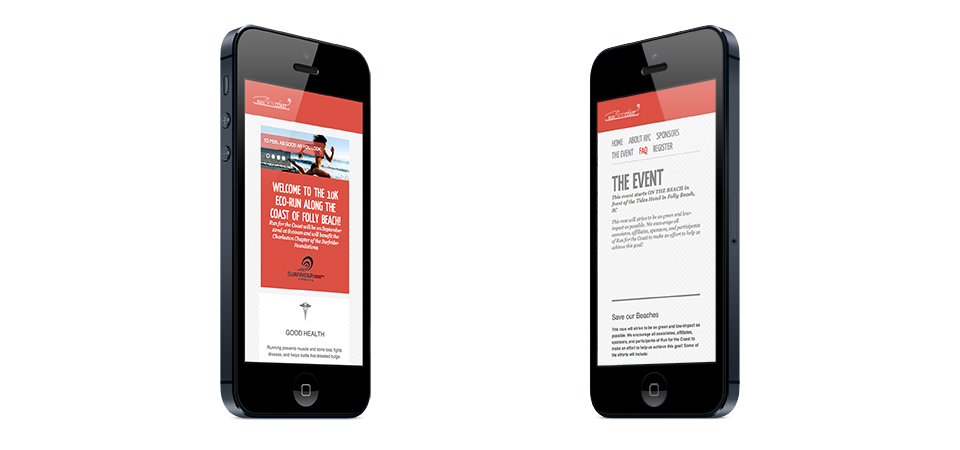 TO FEEL AS GOOD AS YOU LOOK
WELCOME TO THE 10K
ECO-RUN ALONG THE
COAST OF FOLLY BEACH!
Run for the Coast will be on September
22nd at 8:00am and will benefit the
Charleston Chapter of the Surfrider
Foundation.
SURFRIDER
GOOD HEALTH
Running prevents muscle and bone loss, fights
disease, and helps battle that dreaded bulge.
HOME ABOUT RFC SPONSORS
THE EVENT FAQ REGISTER
THE EVENT
This event starts ON THE BEACH in
front of the Tides Hotel in Folly Beach,
SC
This race will strive to be as green and low-
impact as possible. We encourage all
associates, affiliates, sponsors, and participants
of Run for the Coast to make an effort to help us
achieve this goal!
Save our Beaches
This race will strive to be as green and low-impact as
possible. We encourage all associates, affiliates,
sponsors, and participants of Run for the Coast to
make an effort to help us achieve this goal! Some of
the efforts will include: